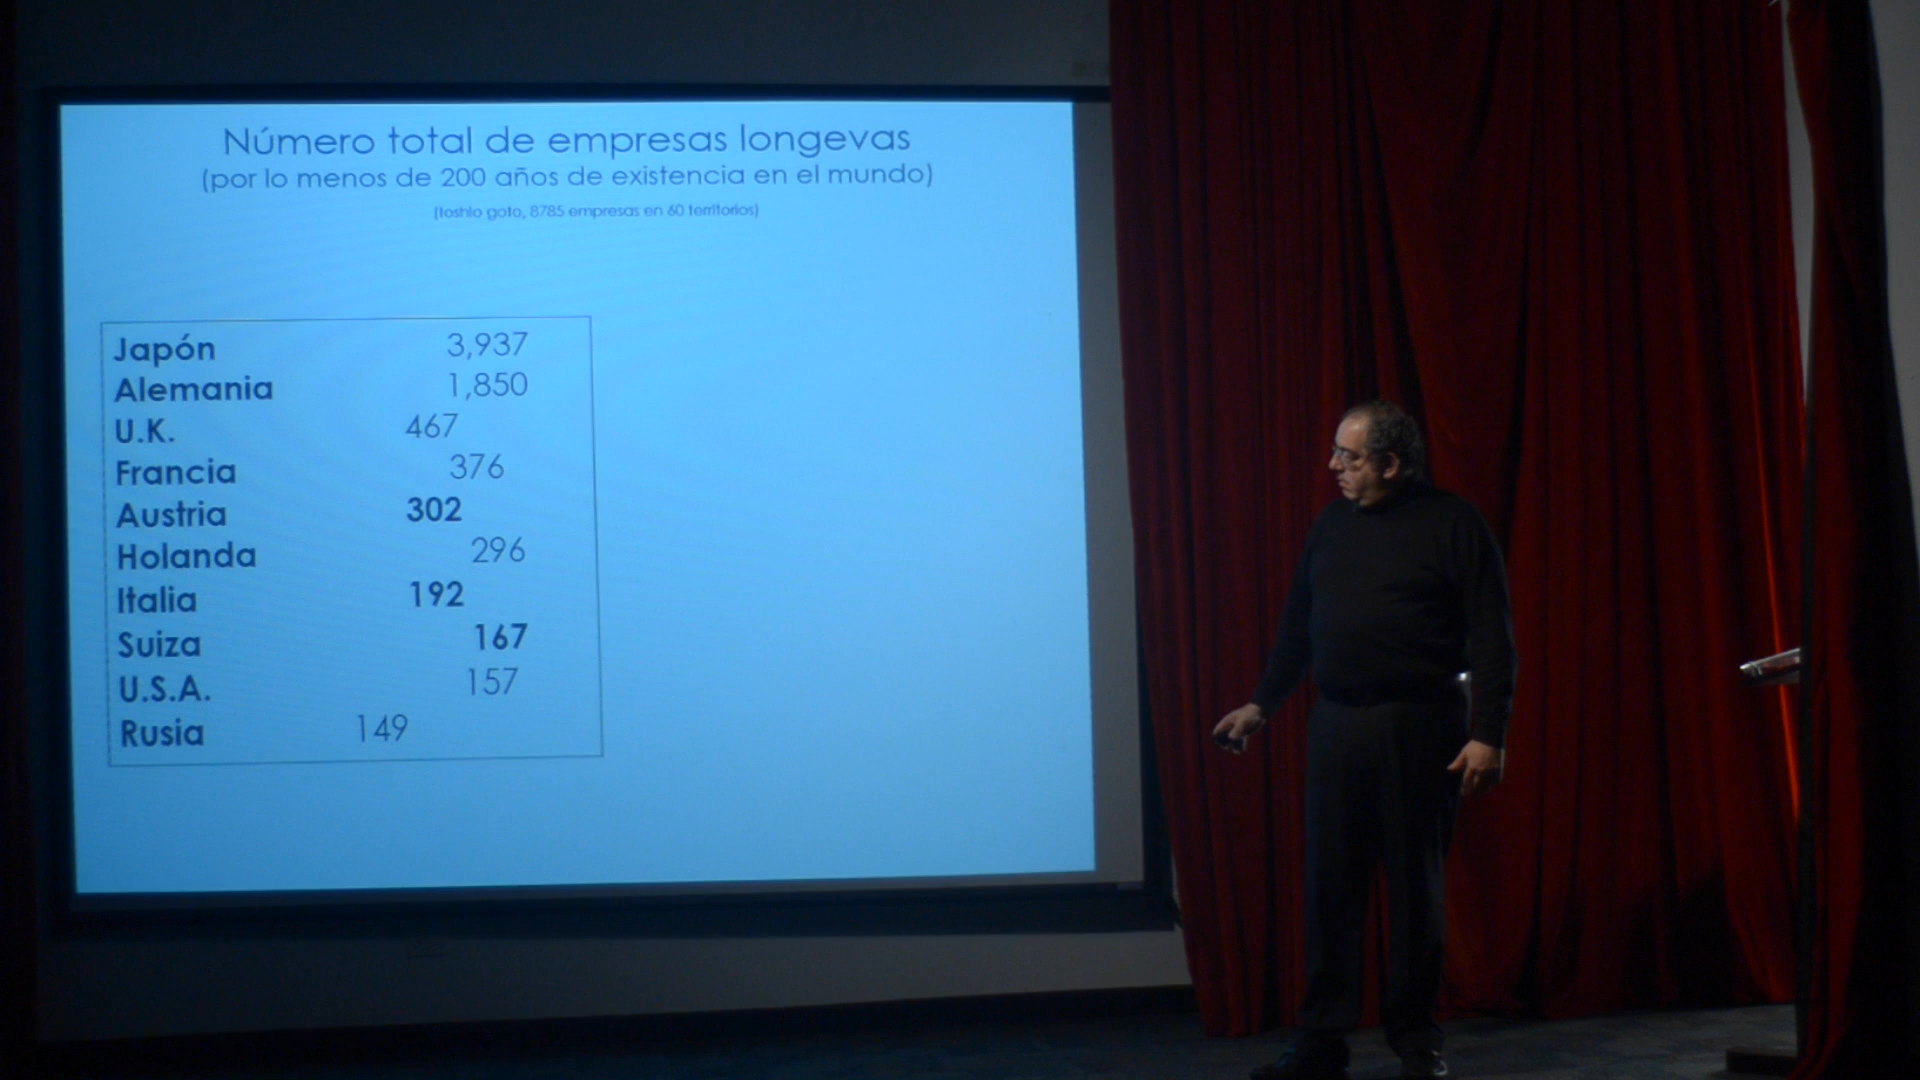 Número total de empresas longevas
(por lo menos de 200 años de existencia en el mundo)
(toshio goto, 8785 empresas en 60 territorios)
Japón 3,937
Alemania 1,850
U.K. 467
Francia 376
Austria 302
Holanda 296
Italia 192
Suiza 167
U.S.A. 157
Rusia 149